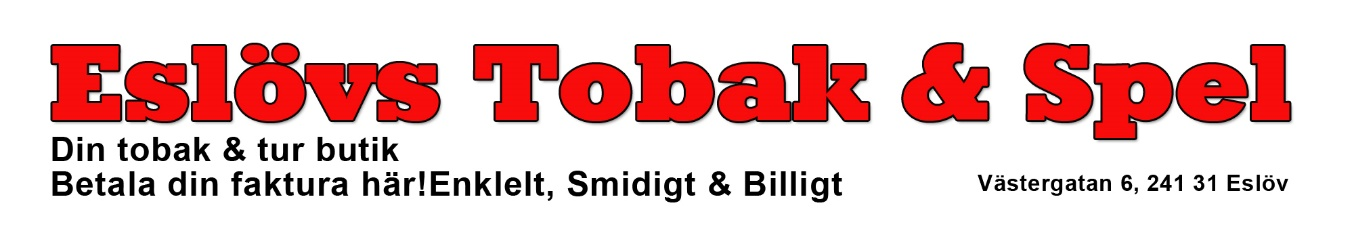 Eslövs Tobak & Spel
Din tobak & tur butik
Betala din faktura här!Enklelt, Smidigt & Billigt
Västergatan 6, 241 31 Eslöv